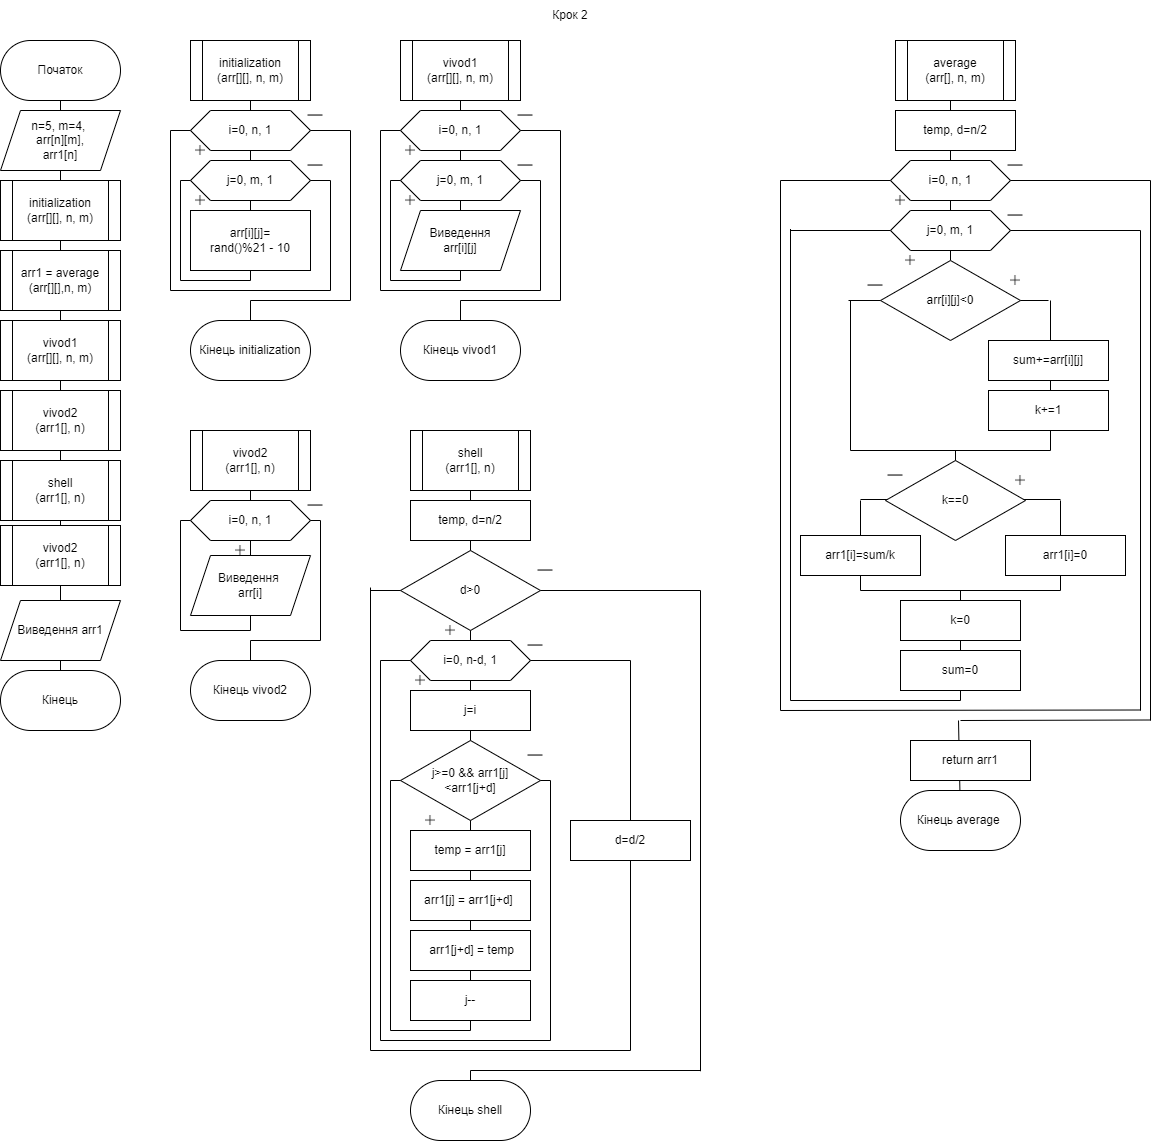 Крок 2
Початок
n=5, m=4,
arr[n][m],
arr1[n]
initialization
(arr[][], n, m)
arr1 = average
(arr[][],n, m)
vivod1
(arr[][], n, m)
vivod2
(arr1[], n)
shell
(arr1[], n)
vivod2
(arr1[], n)
Виведення arr1
Кінець
initialization
(arr[][], n, m)
i=0, n, 1
—
+
j=0, m, 1
—
+
arr[i][j]=
rand()%21 - 10
Кінець initialization
vivod1
(arr[][], n, m)
i=0, n, 1
—
+
j=0, m, 1
—
+
Виведення
arr[i][j]
Кінець vivod1
vivod2
(arr1[], n)
i=0, n, 1
—
+
Виведення
arr[i]
Кінець vivod2
shell
(arr1[], n)
temp, d=n/2
d>0
—
+
i=0, n-d, 1
—
+
j=i
j>=0 && arr1[j]
<arr1[j+d]
—
+
temp = arr1[j]
arr1[j] = arr1[j+d]
arr1[j+d] = temp
j--
d=d/2
Кінець shell
average
(arr[], n, m)
temp, d=n/2
i=0, n, 1
—
+
j=0, m, 1
—
+
arr[i][j]<0
—
+
sum+=arr[i][j]
k+=1
k==0
—
+
arr1[i]=sum/k
arr1[i]=0
k=0
sum=0
return arr1
Кінець average